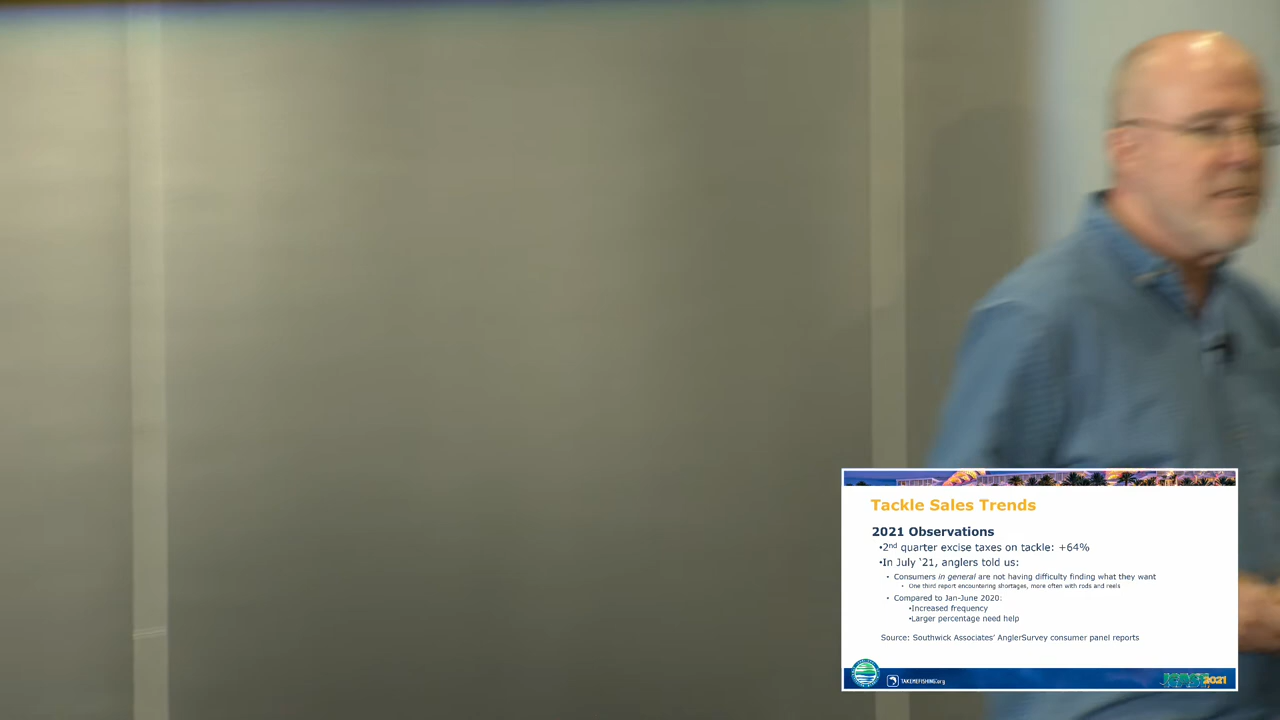 Tackle Sales Trends
2021 Observations
•2nd quarter excise taxes on tackle: +64%
•In July ‘21, anglers told us:
• Consumers in general are not having difficulty finding what they want
• One third report encountering shortages, more often with rods and reels
• Compared to Jan-June 2020:
•Increased frequency
•Larger percentage need help
Source: Southwick Associates’ AnglerSurvey consumer panel reports
TAKEMEFISHING.org
ICAST 2021